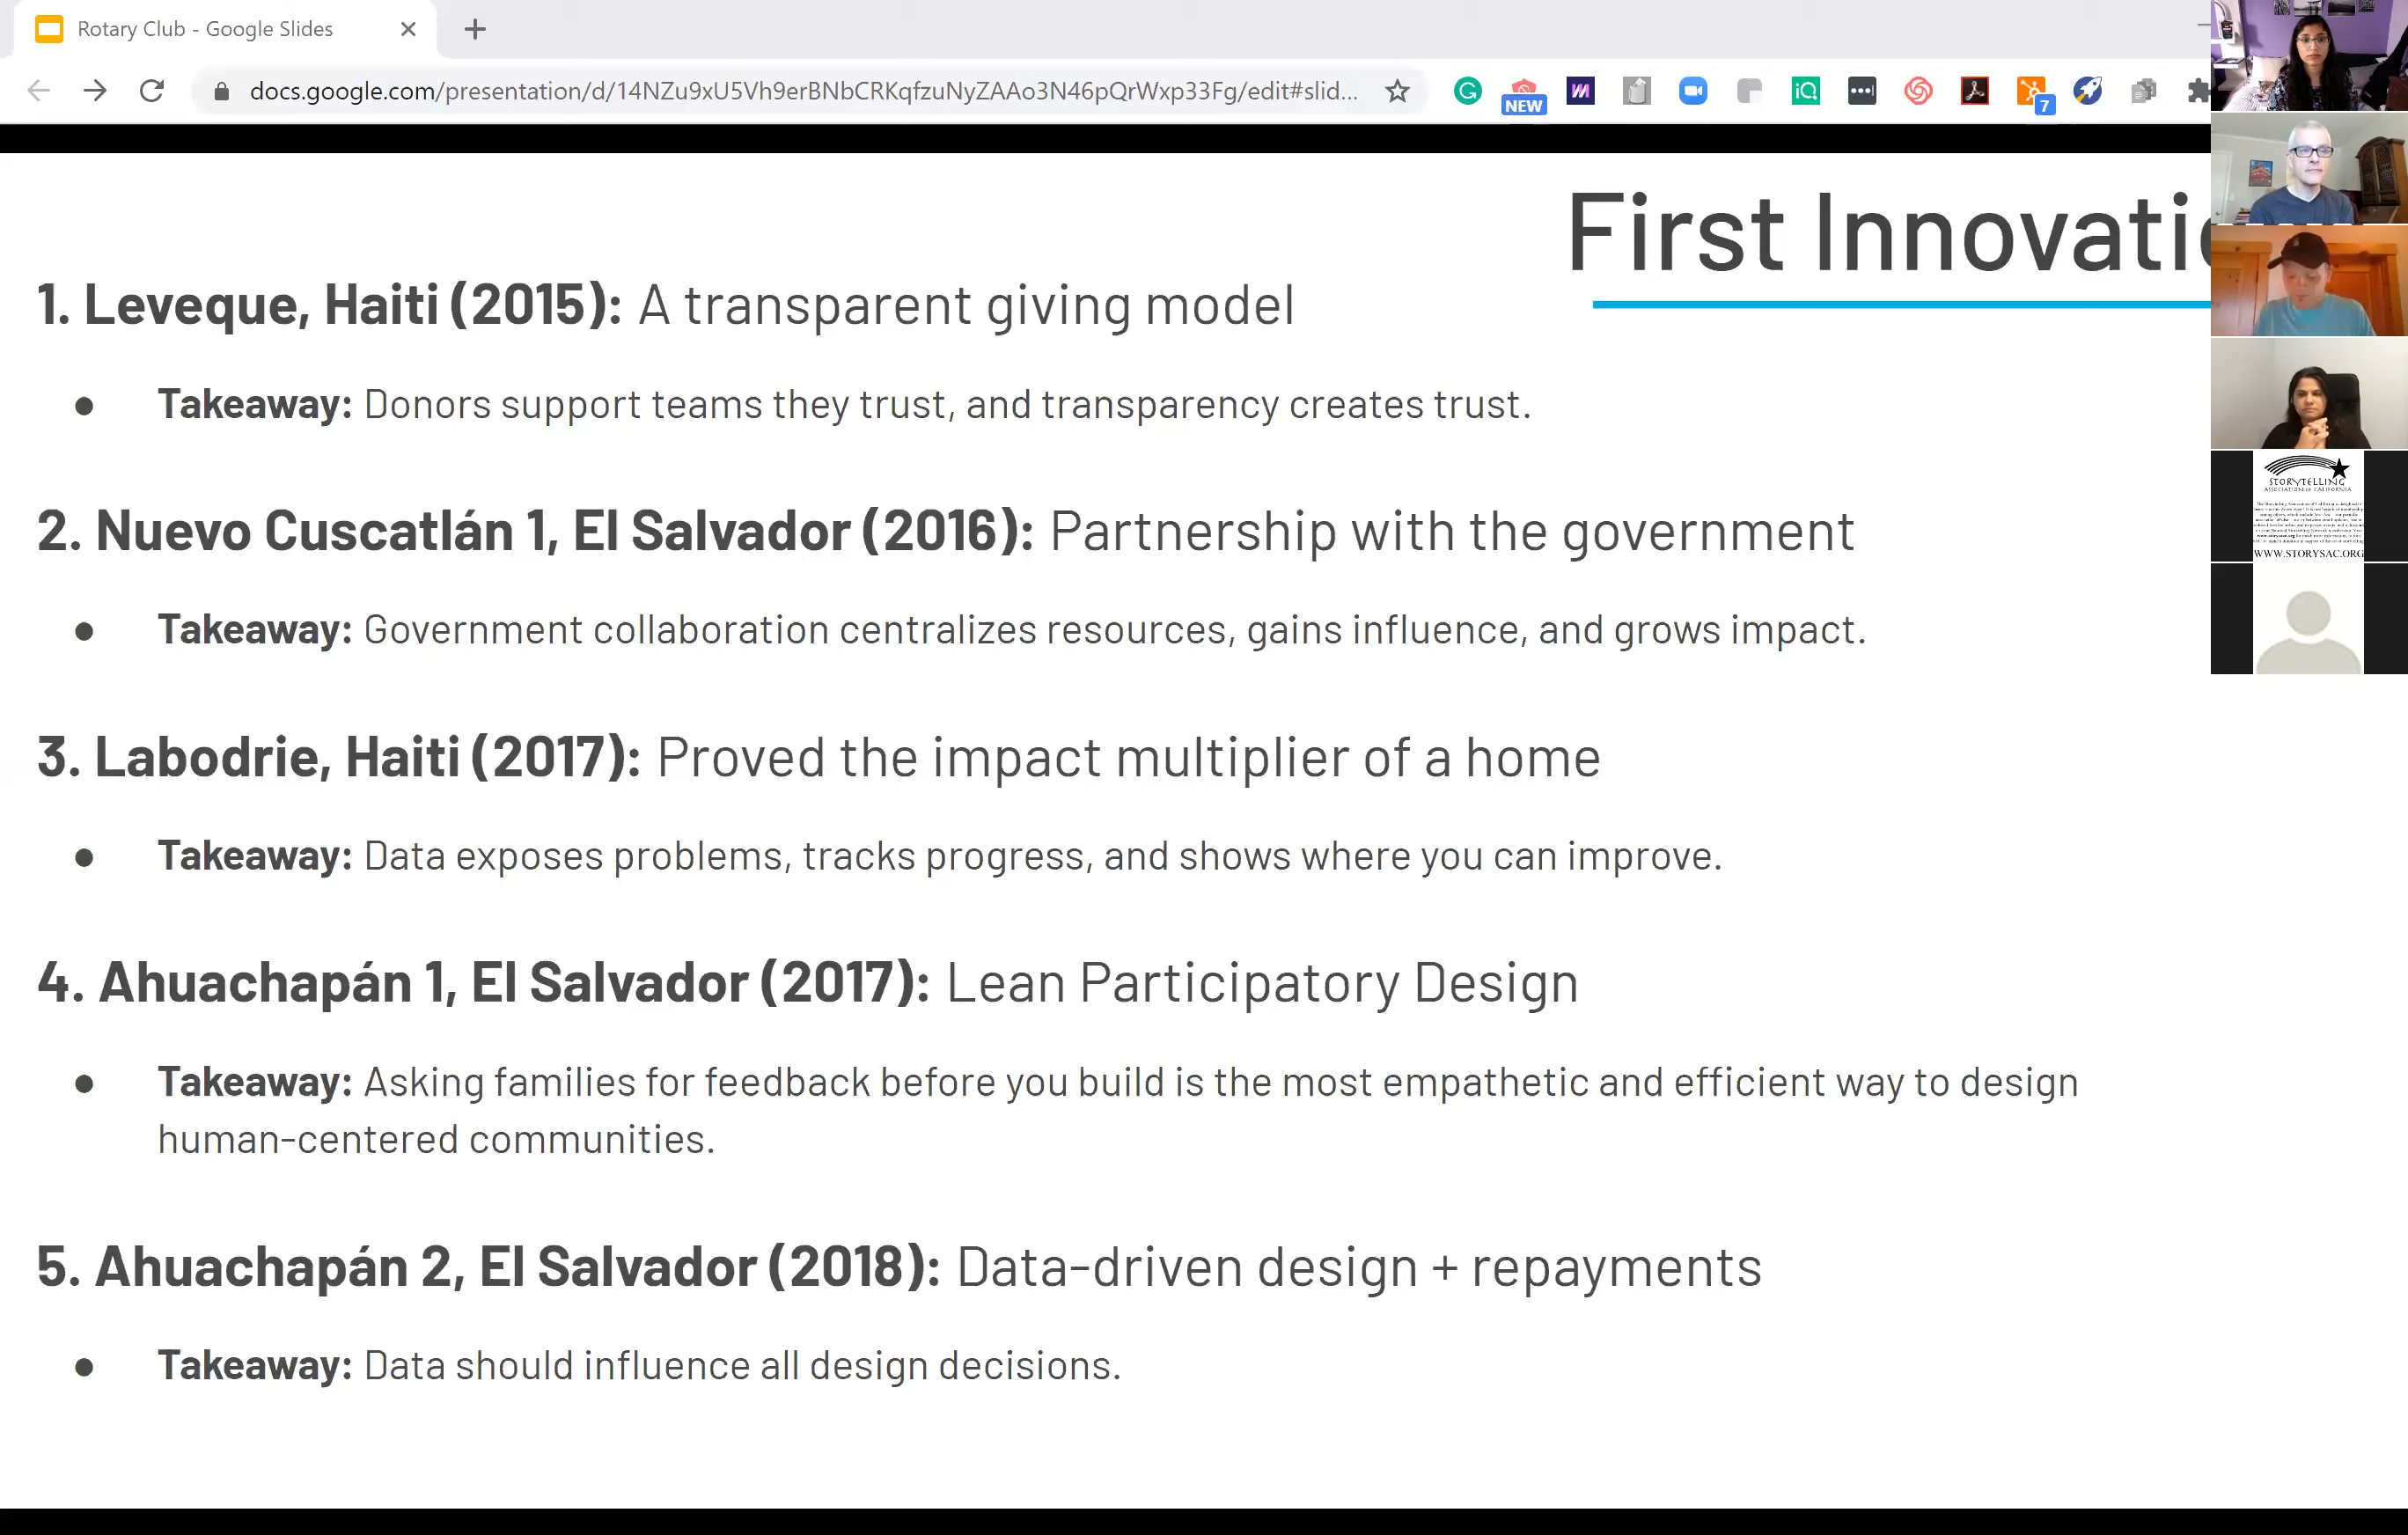 Rotary Club - Google Slides
docs.google.com/presentation/d/14NZu9xU5Vh9erBNbCRKqfzuNyZAAo3N46pQrWxp33Fg/edit#slid...
NEW
7
First Innovati
1. Leveque, Haiti (2015): A transparent giving model
● Takeaway: Donors support teams they trust, and transparency creates trust.
2. Nuevo Cuscatlán 1, El Salvador (2016): Partnership with the government
● Takeaway: Government collaboration centralizes resources, gains influence, and grows impact.
3. Labodrie, Haiti (2017): Proved the impact multiplier of a home
● Takeaway: Data exposes problems, tracks progress, and shows where you can improve.
4. Ahuachapán 1, El Salvador (2017): Lean Participatory Design
● Takeaway: Asking families for feedback before you build is the most empathetic and efficient way to design
human-centered communities.
5. Ahuachapán 2, El Salvador (2018): Data-driven design + repayments
● Takeaway: Data should influence all design decisions.
STORYTELLING
ASSOCIATION of CALIFORNIA
WWW.STORYSAC.ORG